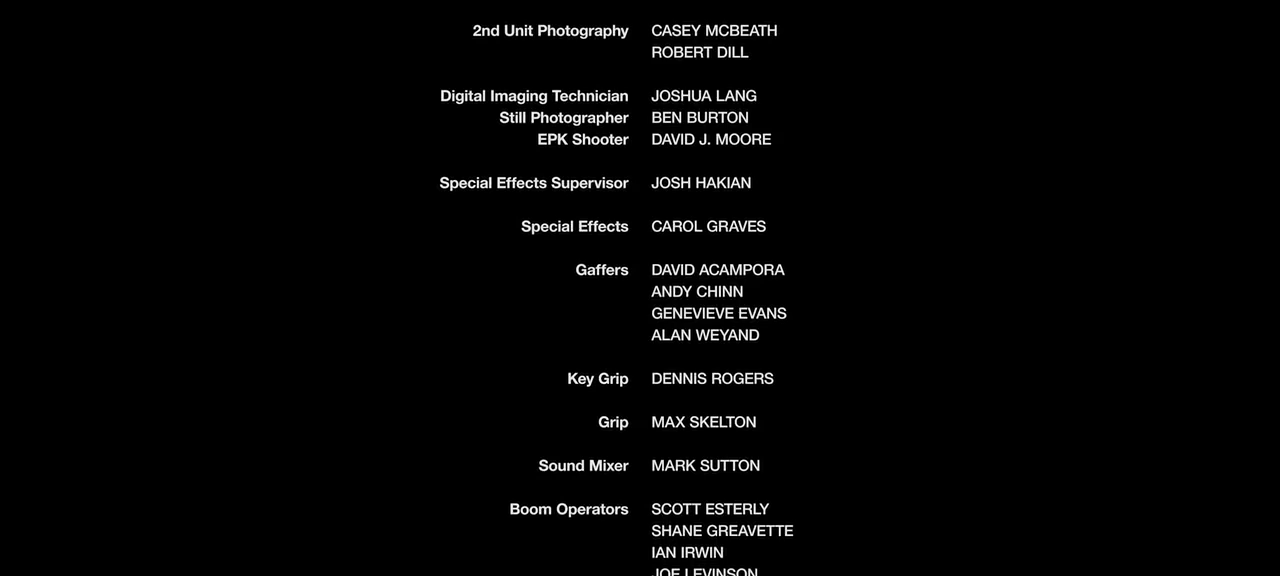 2nd Unit Photography CASEY MCBEATH
ROBERT DILL
Digital Imaging Technician JOSHUA LANG
Still Photographer BEN BURTON
EPK Shooter DAVID J. MOORE
Special Effects Supervisor JOSH HAKIAN
Special Effects CAROL GRAVES
Gaffers DAVID ACAMPORA
ANDY CHINN
GENEVIEVE EVANS
ALAN WEYAND
Key Grip DENNIS ROGERS
Grip MAX SKELTON
Sound Mixer MARK SUTTON
Boom Operators SCOTT ESTERLY
SHANE GREAVETTE
IAN IRWIN
JOE LEVINSON